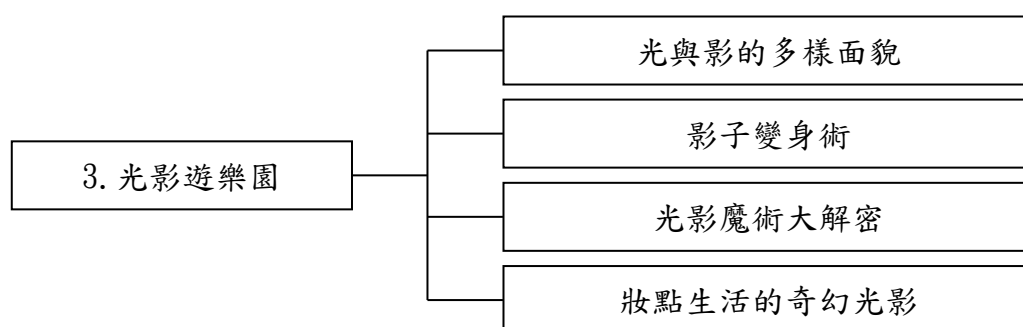 3.光影遊樂園
光與影的多樣面貌
影子變身術
光影魔術大解密
妝點生活的奇幻光影